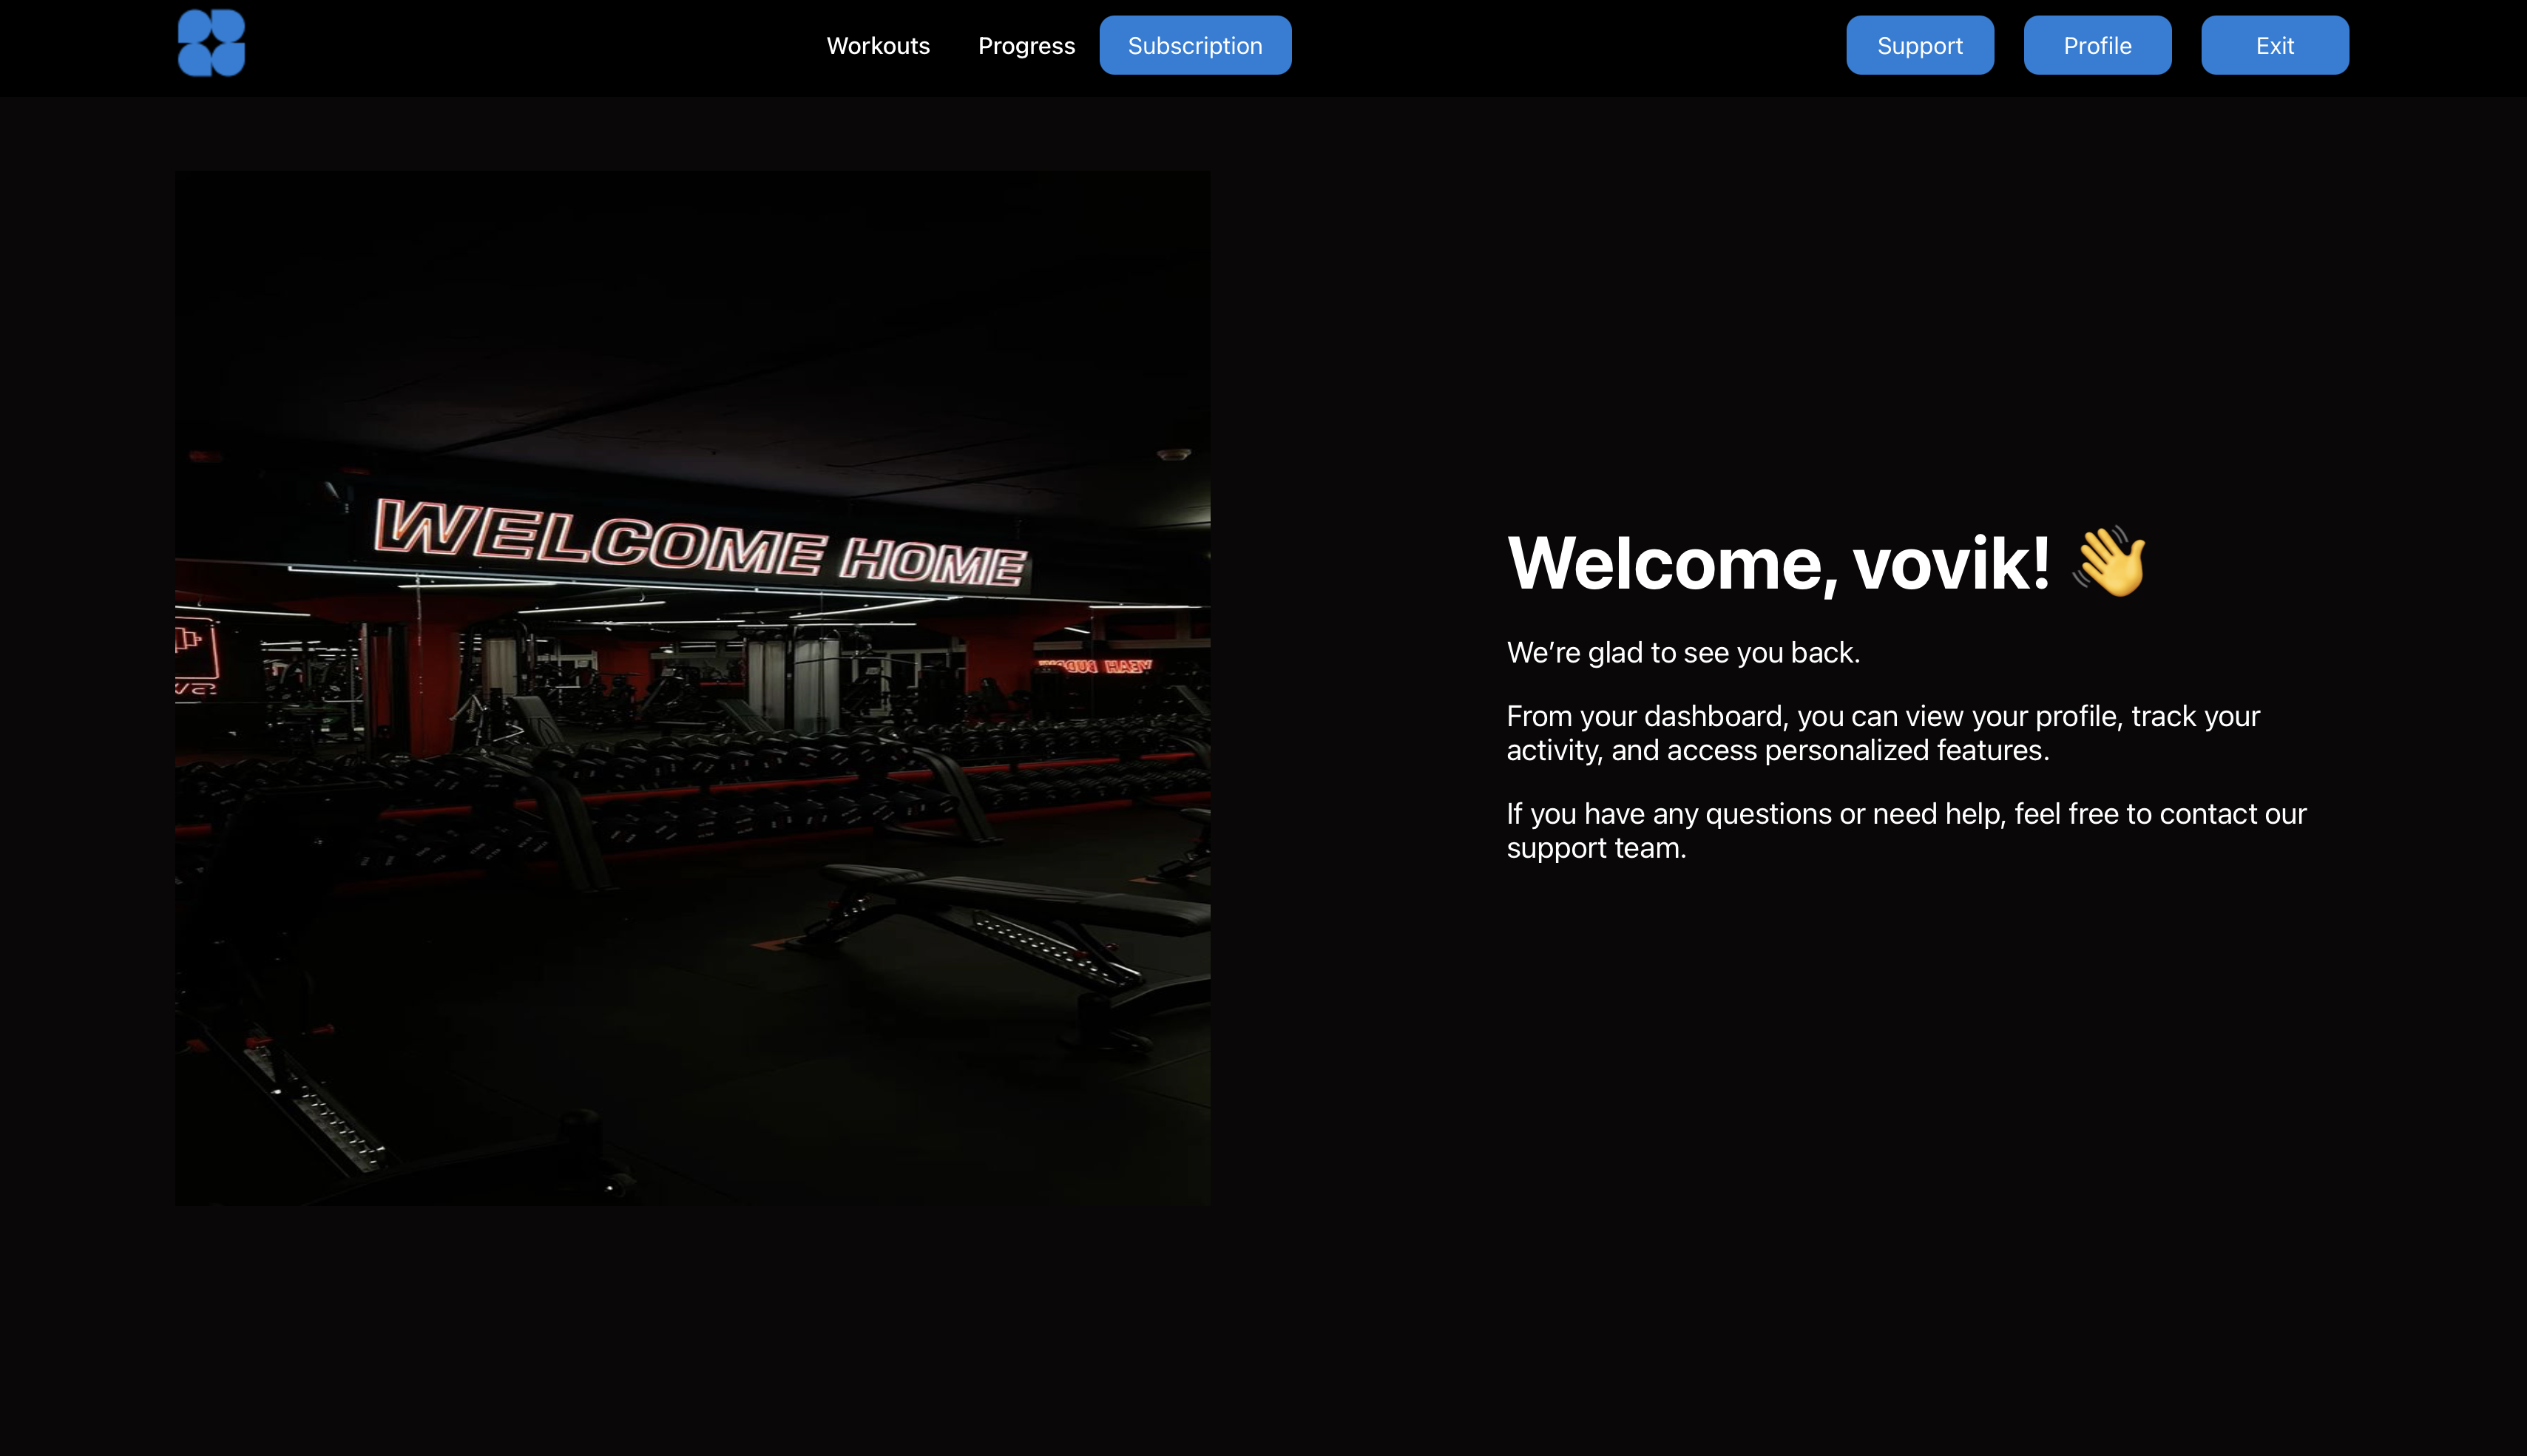 Workouts
Progress
Subscription
Support
Profile
Exit
WELCOME HOME
YEAH BUDDY
Welcome, vovik! 👋
We’re glad to see you back.
From your dashboard, you can view your profile, track your
activity, and access personalized features.
If you have any questions or need help, feel free to contact our
support team.